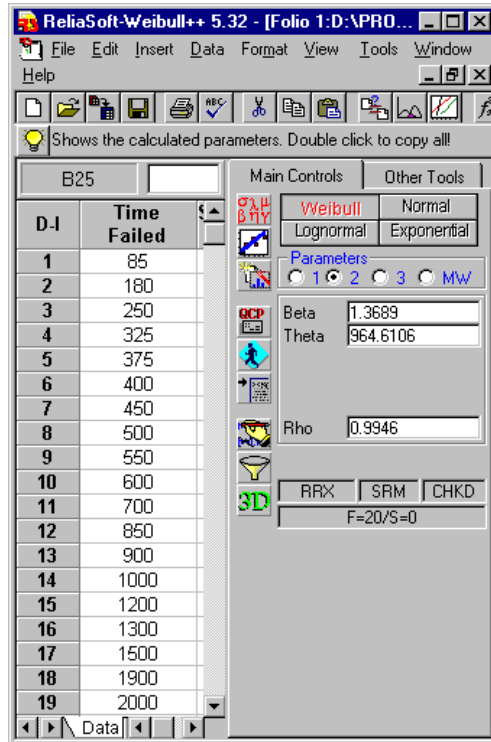 ReliaSoft-Weibull++ 5.32 - [Folio 1:D:\PRO...
File Edit Insert Data Format View Tools Window
Help
ABC
Shows the calculated parameters. Double click to copy all!
B25
Main Controls Other Tools
D-I Time Failed
σλμ
βηγ
Weibull Normal
Lognormal Exponential
Parameters
1 2 3 MW
QCP
Beta 1.3689
Theta 964.6106
Rho 0.9946
3D
RRX SRM CHKD
F=20/S=0
1 85
2 180
3 250
4 325
5 375
6 400
7 450
8 500
9 550
10 600
11 700
12 850
13 900
14 1000
15 1200
16 1300
17 1500
18 1900
19 2000
Data